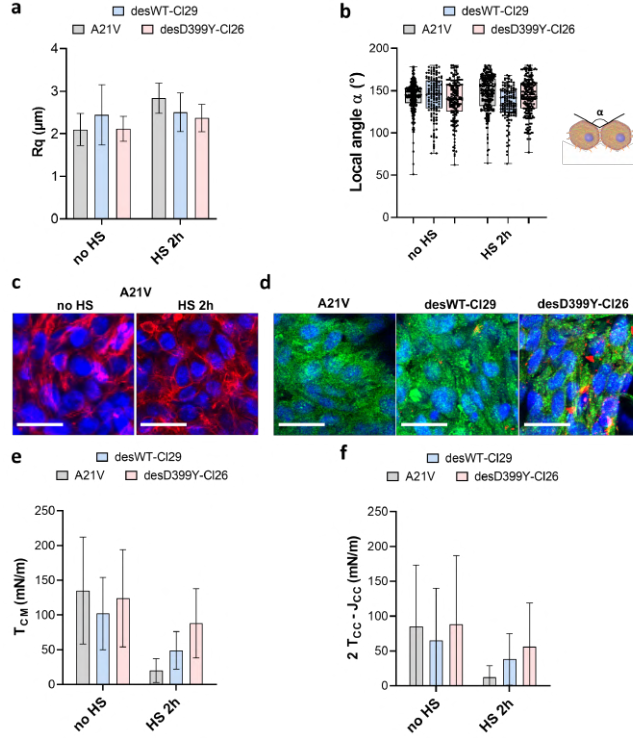 a
desWT-Cl29
A21V
desD399Y-Cl26
Rq (μm)
4
3
2
1
0
no HS
HS 2h
b
desWT-Cl29
A21V
desD399Y-Cl26
Local angle α (°)
200
150
100
50
0
no HS
HS 2h
α
c
A21V
no HS
HS 2h
d
A21V
desWT-Cl29
desD399Y-Cl26
e
desWT-Cl29
A21V
desD399Y-Cl26
T CM (mN/m)
250
200
150
100
50
0
no HS
HS 2h
f
desWT-Cl29
A21V
desD399Y-Cl26
2 TCC - JCC (mN/m)
250
200
150
100
50
0
no HS
HS 2h